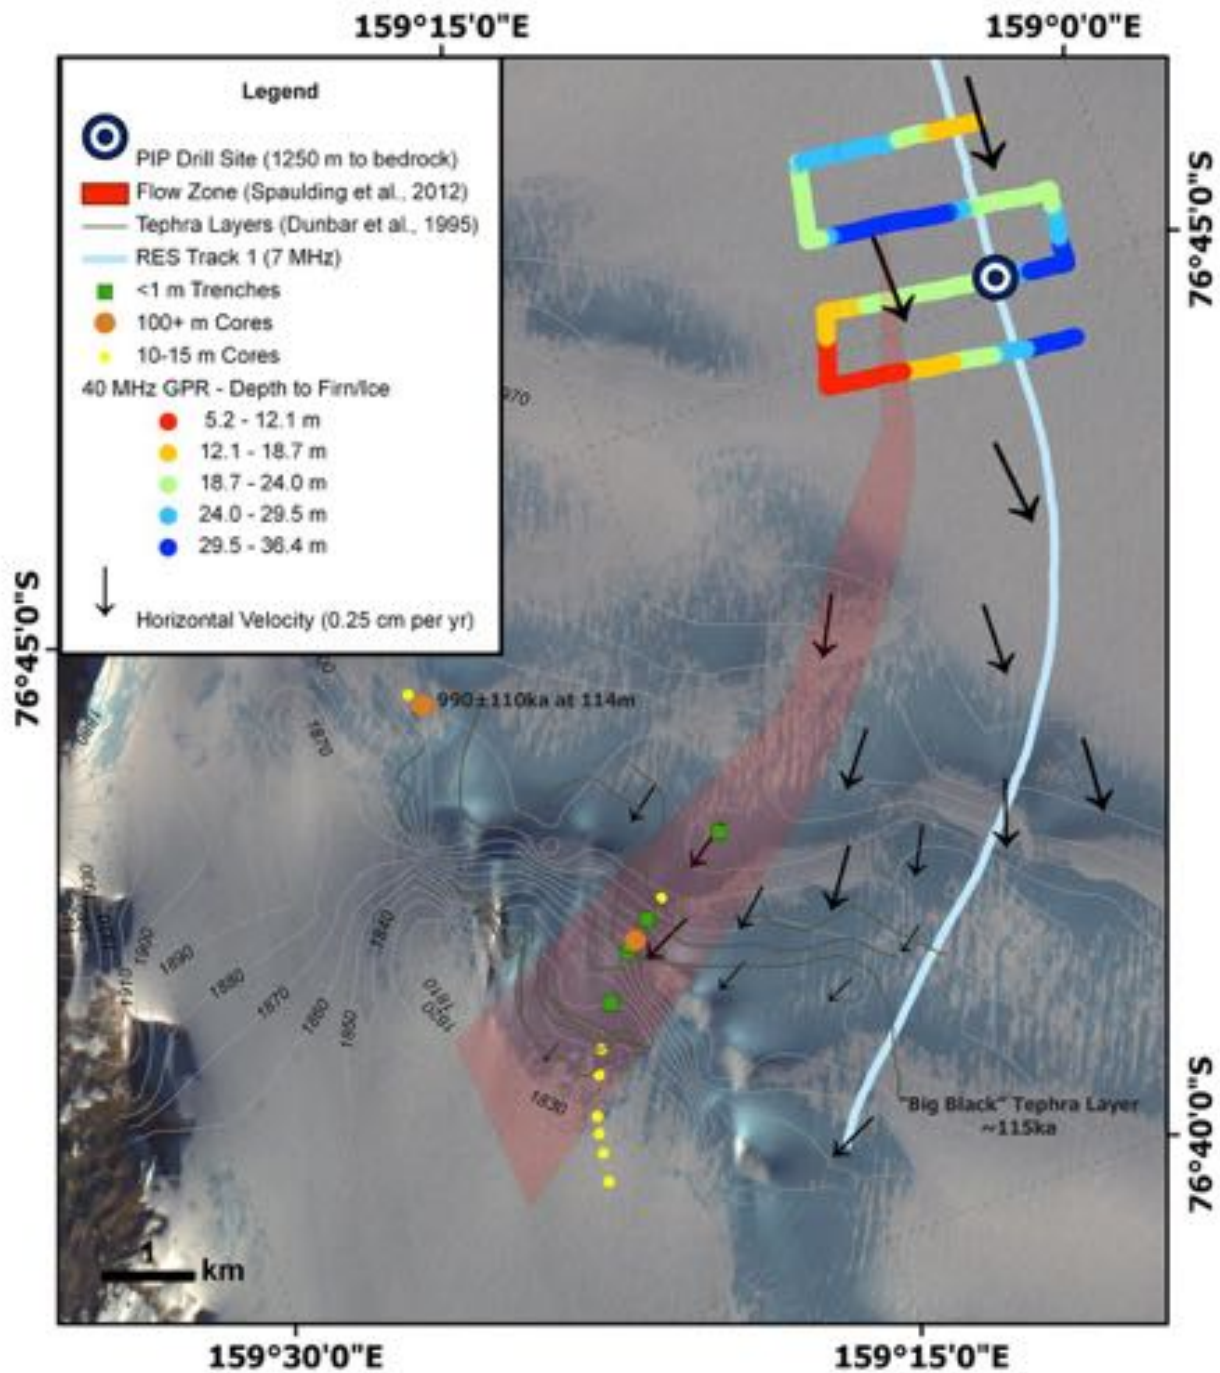 159°15'0"E
159°0'0"E
Legend
PIP Drill Site (1250 m to bedrock)
Flow Zone (Spaulding et al., 2012)
Tephra Layers (Dunbar et al., 1995)
RES Track 1 (7 MHz)
<1 m Trenches
100+ m Cores
10-15 m Cores
40 MHz GPR - Depth to Firn/Ice
5.2 - 12.1 m
12.1 - 18.7 m
18.7 - 24.0 m
24.0 - 29.5 m
29.5 - 36.4 m
Horizontal Velocity (0.25 cm per yr)
76°45'0"S
76°45'0"S
990±110ka at 114m
1870
1840
1900
1890
1880
1870
1860
1850
1910
1810
1820
1830
"Big Black" Tephra Layer
~115ka
76°40'0"S
1
km
159°30'0"E
159°15'0"E